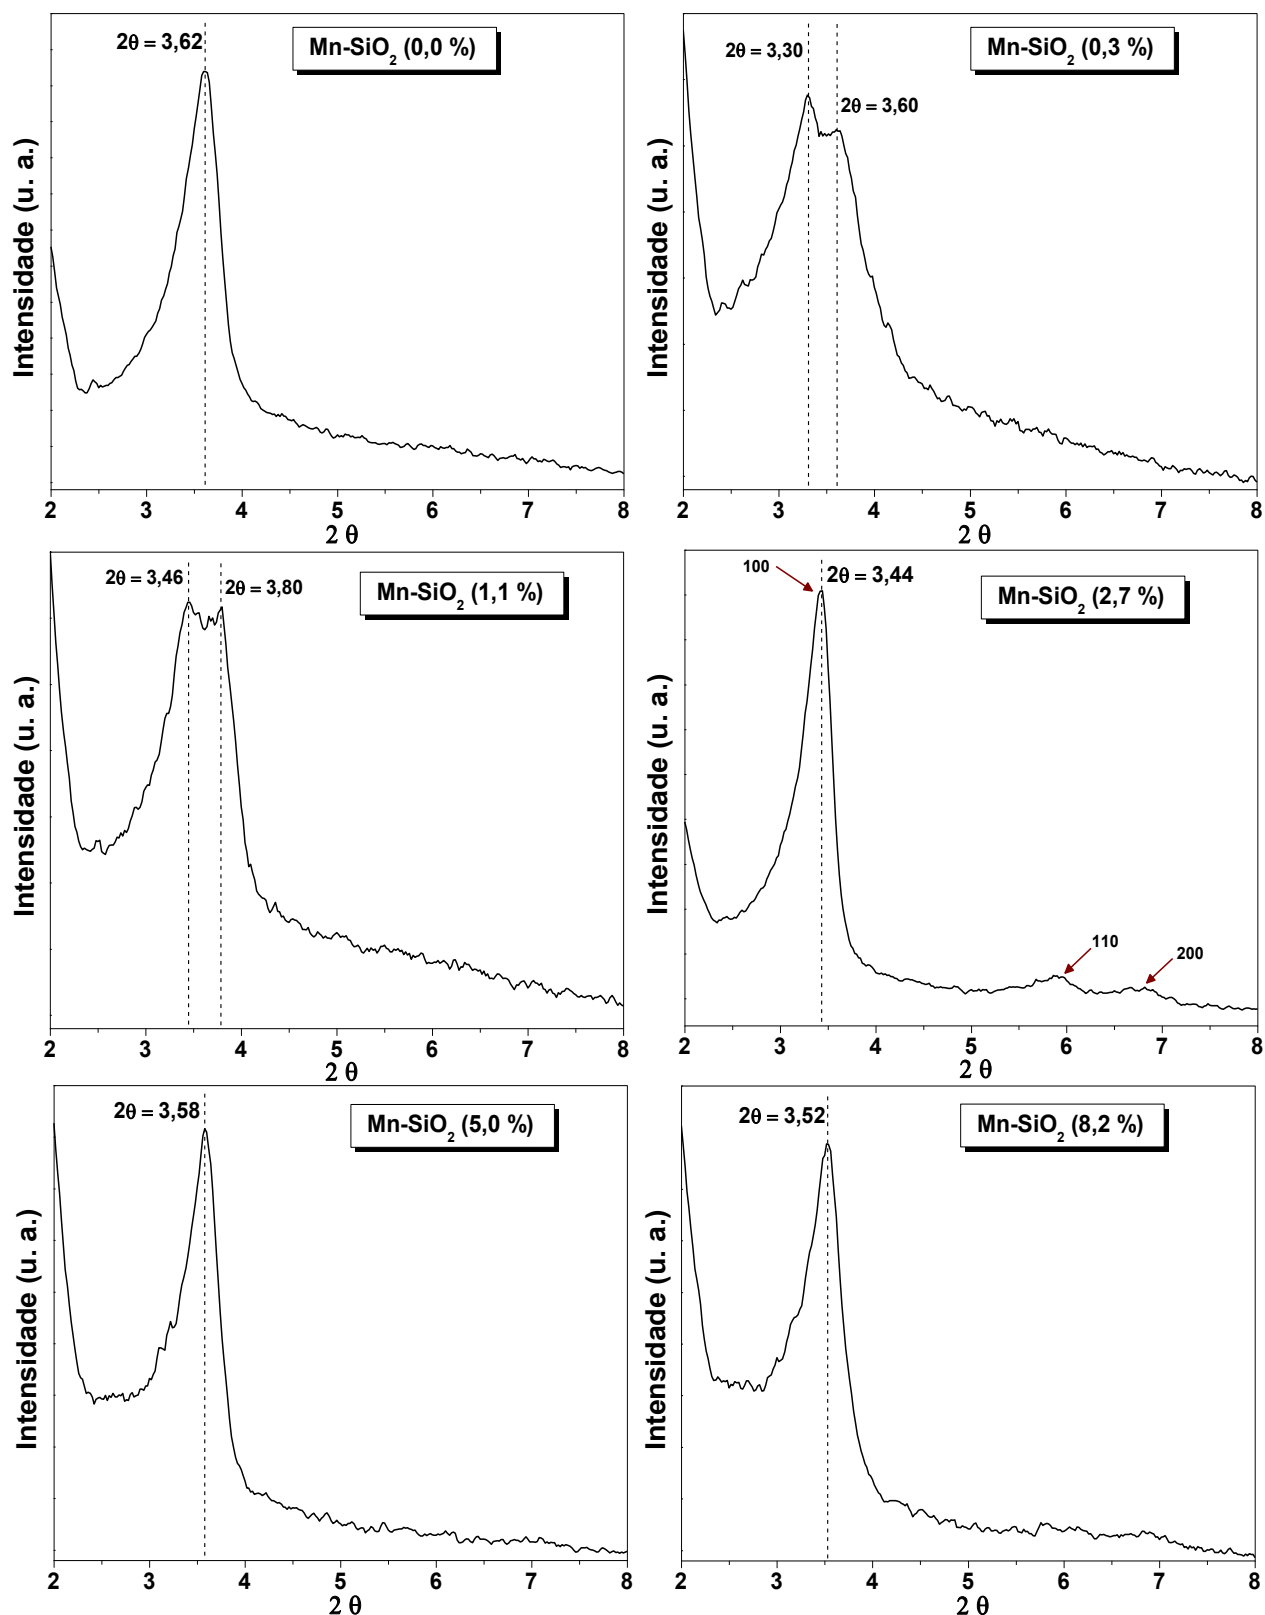 2θ = 3,62
Mn-SiO2 (0,0 %)
Intensidade (u. a.)
2 3 4 5 6 7 8
2 θ
2θ = 3,30
2θ = 3,60
Mn-SiO2 (0,3 %)
Intensidade (u. a.)
2 3 4 5 6 7 8
2 θ
2θ = 3,46
2θ = 3,80
Mn-SiO2 (1,1 %)
Intensidade (u. a.)
2 3 4 5 6 7 8
2 θ
100
2θ = 3,44
Mn-SiO2 (2,7 %)
110
200
Intensidade (u. a.)
2 3 4 5 6 7 8
2 θ
2θ = 3,58
Mn-SiO2 (5,0 %)
Intensidade (u. a.)
2 3 4 5 6 7 8
2 θ
2θ = 3,52
Mn-SiO2 (8,2 %)
Intensidade (u. a.)
2 3 4 5 6 7 8
2 θ